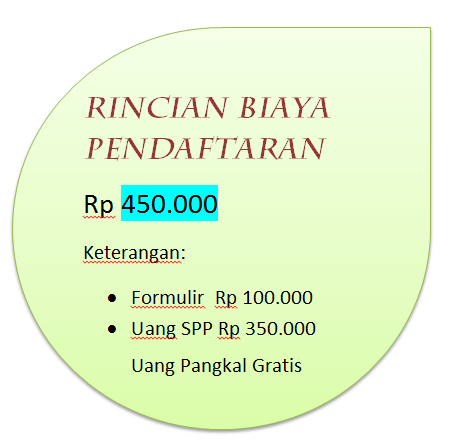 RINCIAN BIAYA
PENDAFTARAN
Rp 450.000
Keterangan:
• Formulir Rp 100.000
• Uang SPP Rp 350.000
Uang Pangkal Gratis